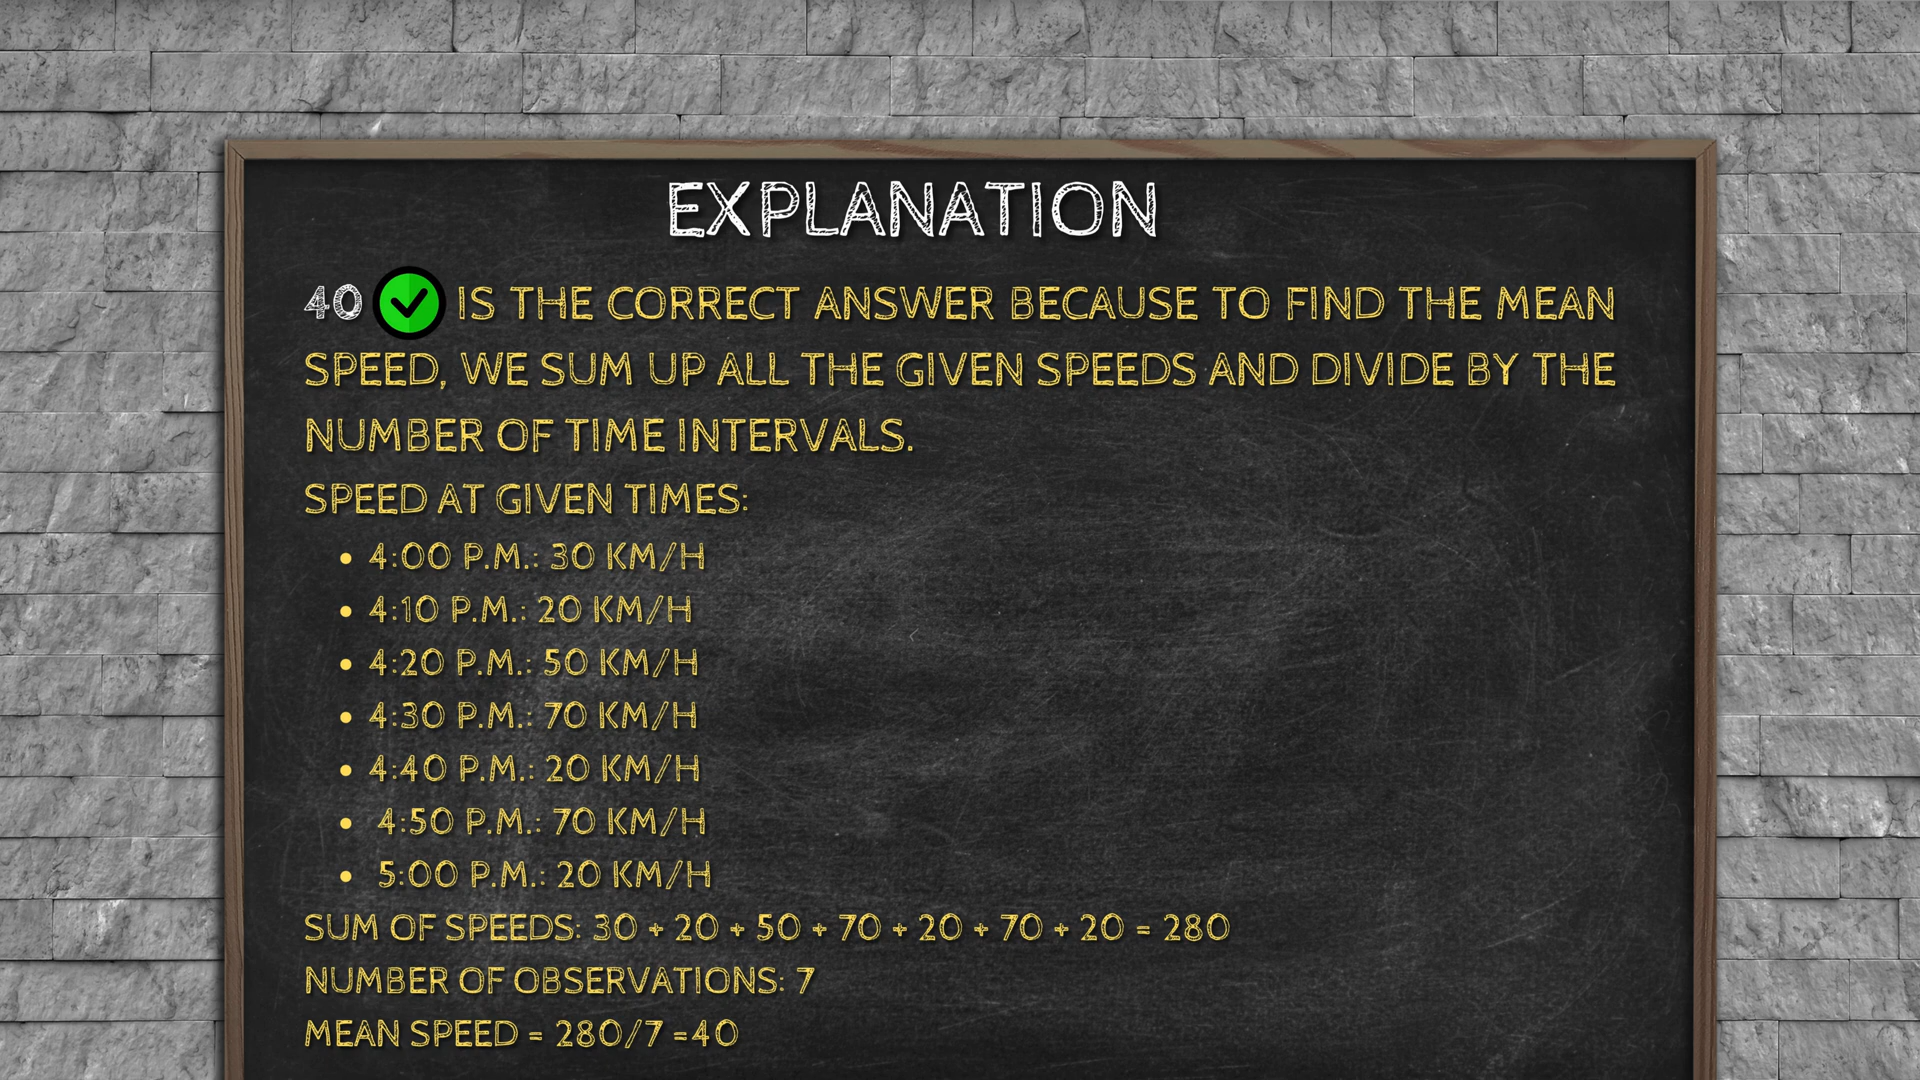 EXPLANATION
40 IS THE CORRECT ANSWER BECAUSE TO FIND THE MEAN
SPEED, WE SUM UP ALL THE GIVEN SPEEDS AND DIVIDE BY THE
NUMBER OF TIME INTERVALS.
SPEED AT GIVEN TIMES:
• 4:00 P.M.: 30 KM/H
• 4:10 P.M.: 20 KM/H
• 4:20 P.M.: 50 KM/H
• 4:30 P.M.: 70 KM/H
• 4:40 P.M.: 20 KM/H
• 4:50 P.M.: 70 KM/H
• 5:00 P.M.: 20 KM/H
SUM OF SPEEDS: 30 + 20 + 50 + 70 + 20 + 70 + 20 = 280
NUMBER OF OBSERVATIONS: 7
MEAN SPEED = 280/7 =40